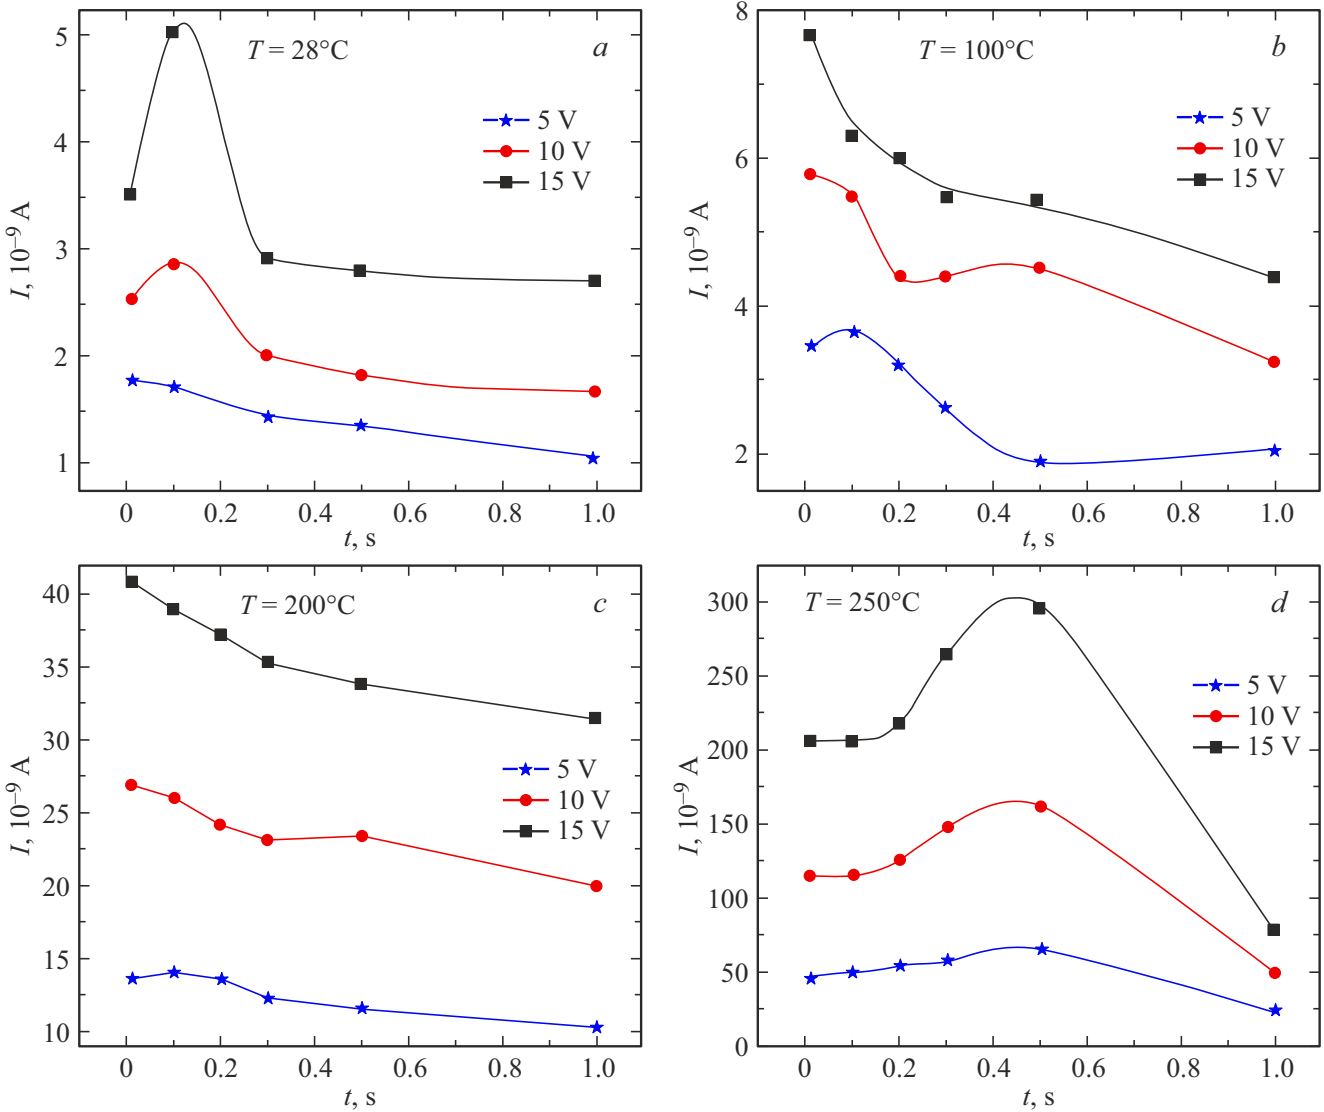 T = 28°C
a
5 V
10 V
15 V
5
4
3
2
1
I, 10⁻⁹ A
0 0.2 0.4 0.6 0.8 1.0
t, s
T = 100°C
b
5 V
10 V
15 V
8
6
4
2
I, 10⁻⁹ A
0 0.2 0.4 0.6 0.8 1.0
t, s
T = 200°C
c
5 V
10 V
15 V
40
35
30
25
20
15
10
I, 10⁻⁹ A
0 0.2 0.4 0.6 0.8 1.0
t, s
T = 250°C
d
5 V
10 V
15 V
300
250
200
150
100
50
0
I, 10⁻⁹ A
0 0.2 0.4 0.6 0.8 1.0
t, s